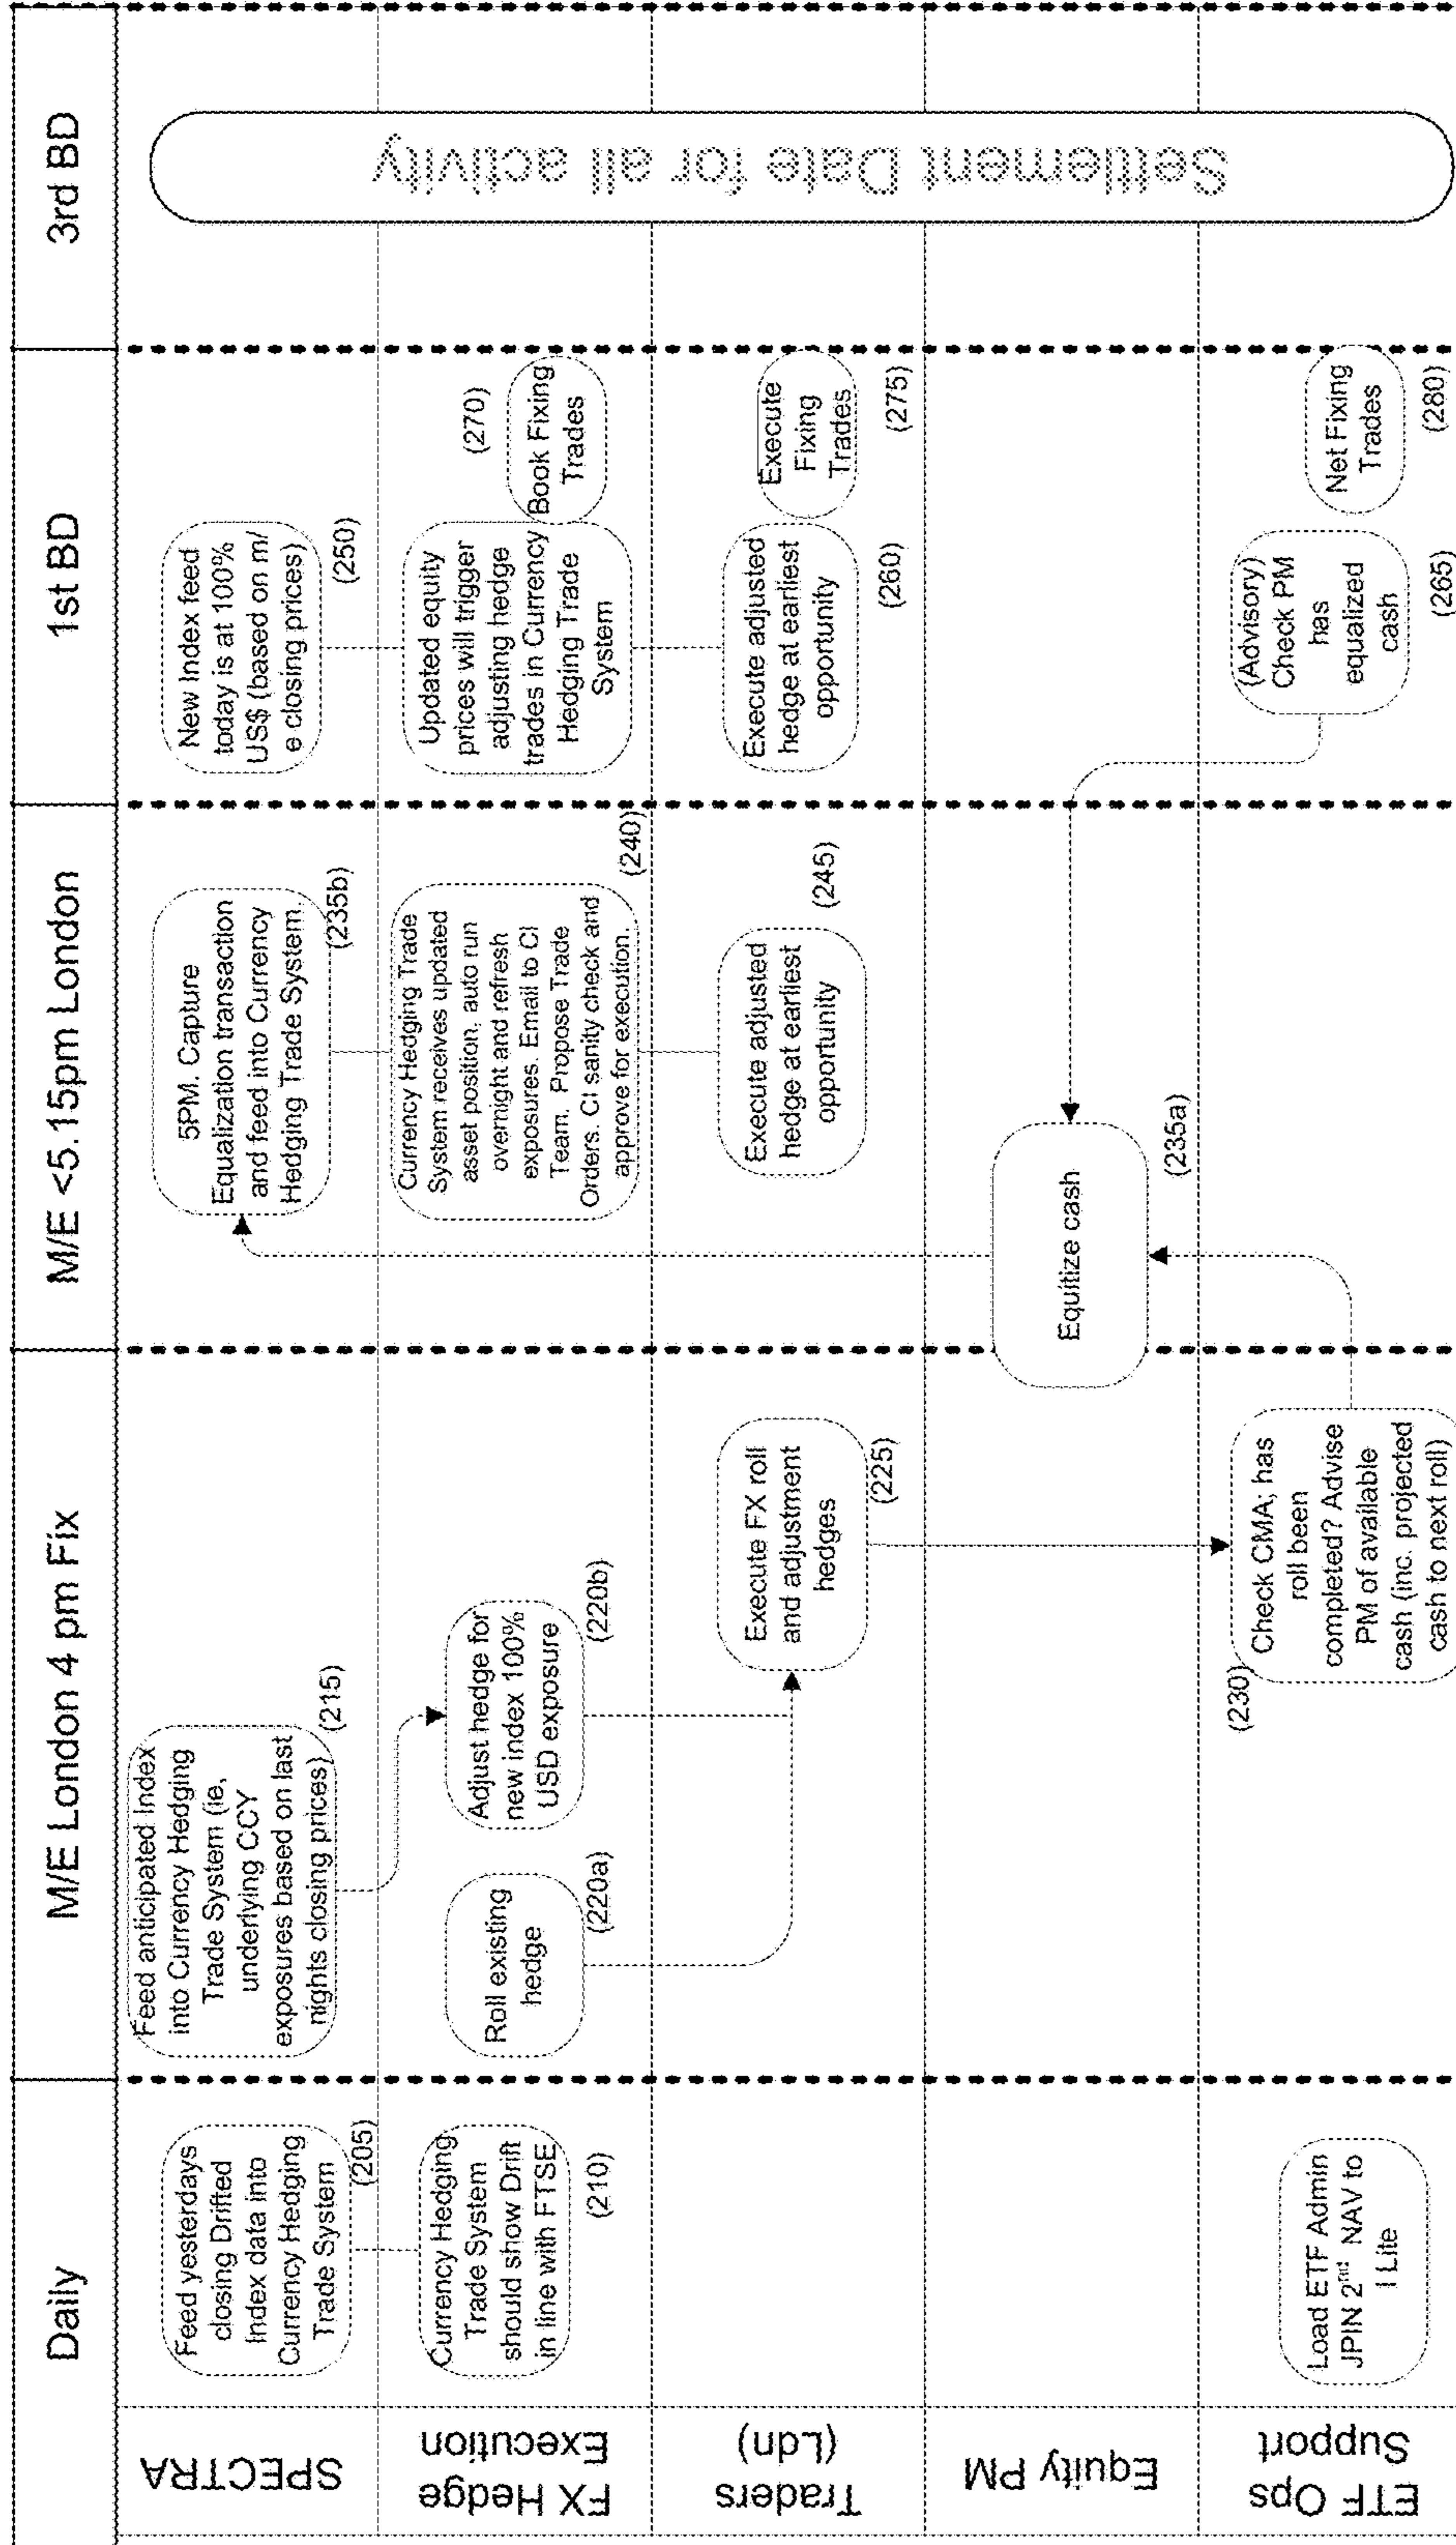 Daily
M/E London 4 pm Fix
M/E <5.15pm London
1st BD
3rd BD
SPECTRA
Feed yesterdays
closing Drifted
Index data into
Currency Hedging
Trade System
(205)
Feed anticipated Index
into Currency Hedging
Trade System (ie,
underlying CCY
exposures based on last
nights closing prices)
(215)
5PM. Capture
Equalization transaction
and feed into Currency
Hedging Trade System.
(235b)
New Index feed
today is at 100%
US$ (based on m/
e closing prices)
(250)
FX Hedge
Execution
Currency Hedging
Trade System
should show Drift
in line with FTSE
(210)
Roll existing
hedge
(220a)
Adjust hedge for
new index 100%
USD exposure
(220b)
Currency Hedging Trade
System receives updated
asset position, auto run
overnight and refresh
exposures. Email to CI
Team. Propose Trade
Orders. CI sanity check and
approve for execution.
(240)
Updated equity
prices will trigger
adjusting hedge
trades in Currency
Hedging Trade
System
(270)
Book Fixing
Trades
Traders
(Ldn)
Execute FX roll
and adjustment
hedges
(225)
Execute adjusted
hedge at earliest
opportunity
(245)
Execute adjusted
hedge at earliest
opportunity
(260)
Execute
Fixing
Trades
(275)
Equity PM
Equitize cash
(235a)
ETF Ops
Support
Load ETF Admin
JPIN 2nd NAV to
I Lite
(230)
Check CMA; has
roll been
completed? Advise
PM of available
cash (inc. projected
cash to next roll)
(Advisory)
Check PM
has
equalized
cash
(265)
Net Fixing
Trades
(280)
Settlement Date for all activity